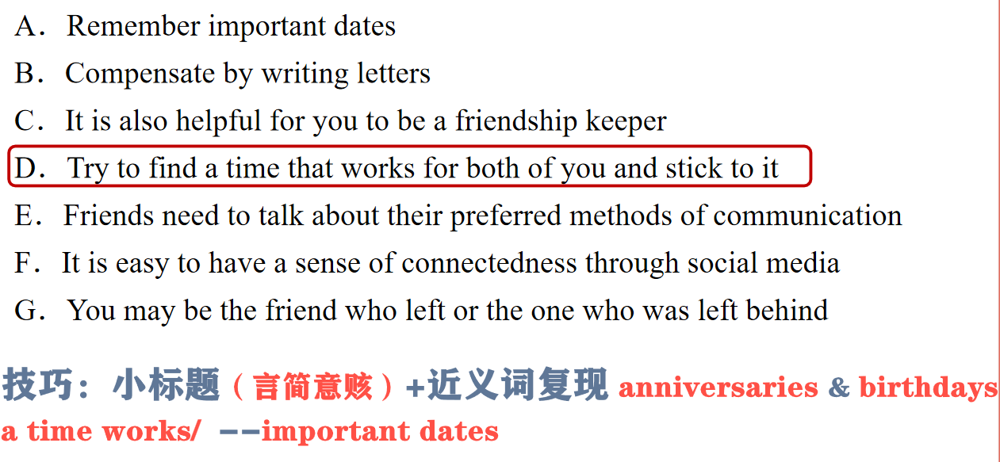 A． Remember important dates
B． Compensate by writing letters
C． It is also helpful for you to be a friendship keeper
D． Try to find a time that works for both of you and stick to it
E． Friends need to talk about their preferred methods of communication
F． It is easy to have a sense of connectedness through social media
G． You may be the friend who left or the one who was left behind
技巧：小标题（言简意赅）+近义词复现 anniversaries & birthdays
a time works/ --important dates